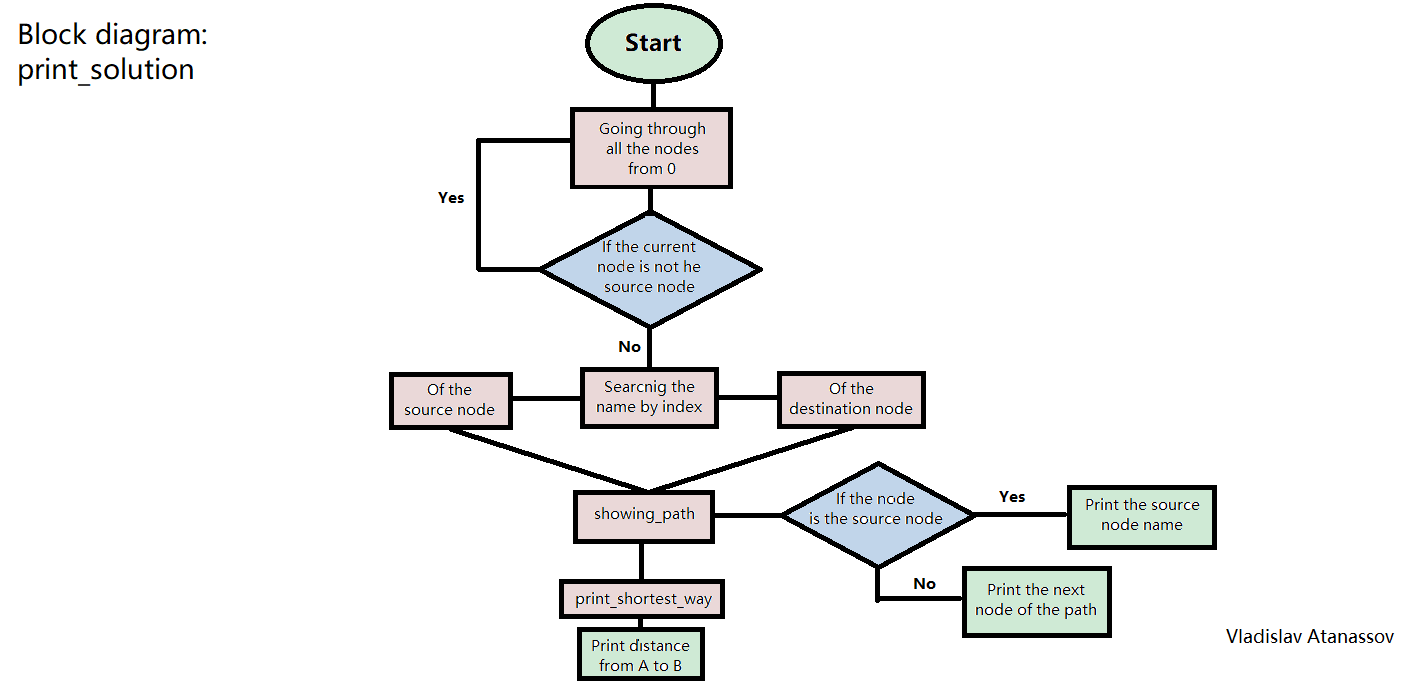 Block diagram:
print_solution
Start
Going through
all the nodes
from 0
Yes
If the current
node is not he
source node
No
Of the
source node
Searcnig the
name by index
Of the
destination node
showing_path
If the node
is the source node
Yes
Print the source
node name
No
Print the next
node of the path
print_shortest_way
Print distance
from A to B
Vladislav Atanassov